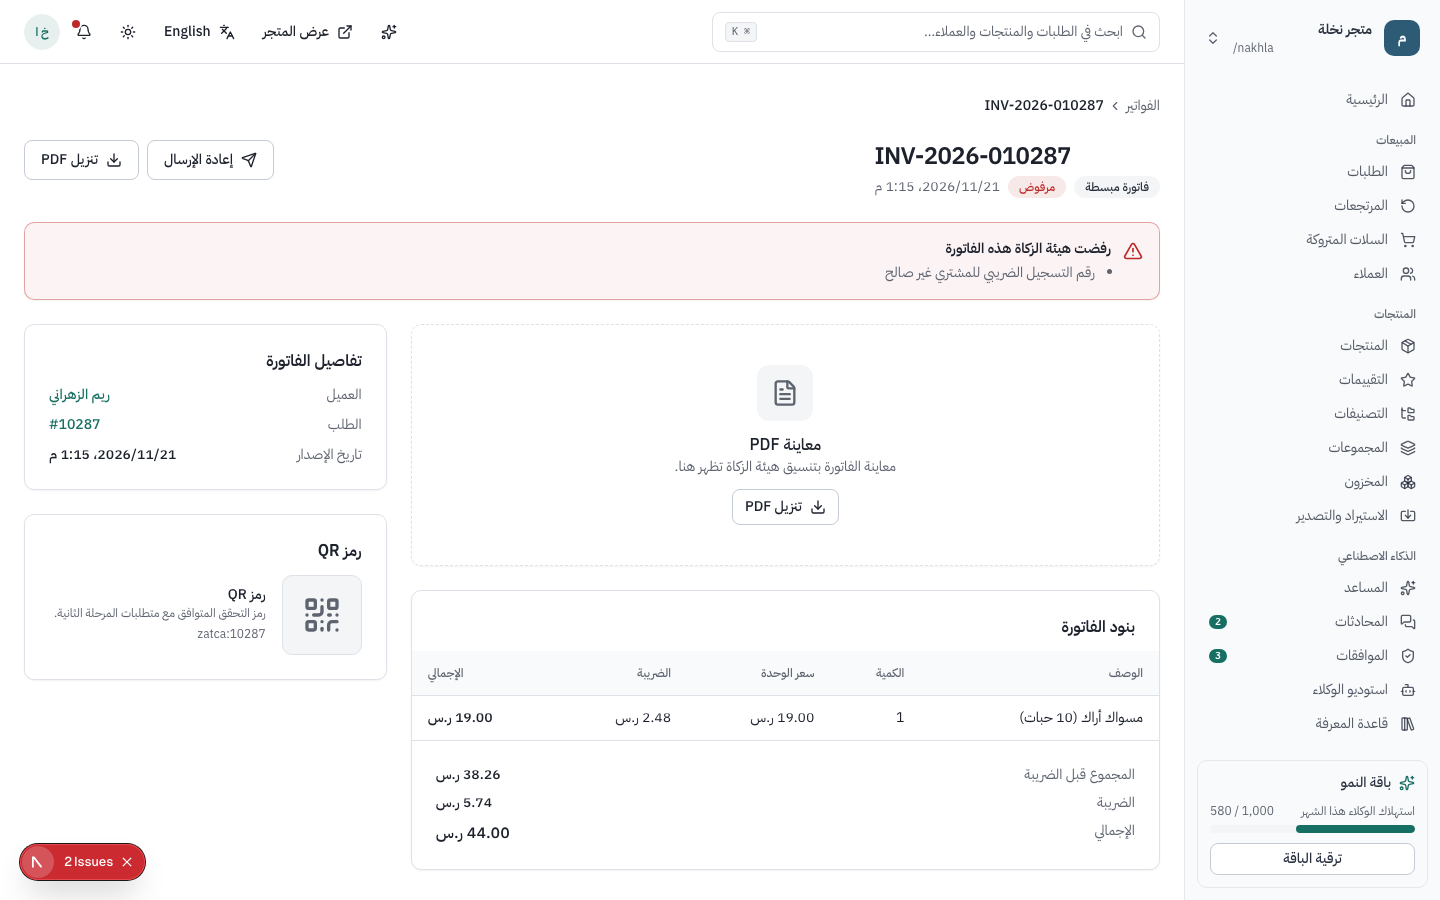 متجر نخلة
/nakhla
م
الرئيسية
المبيعات
الطلبات
المرتجعات
السلات المتروكة
العملاء
المنتجات
المنتجات
التقييمات
التصنيفات
المجموعات
المخزون
الاستيراد والتصدير
الذكاء الاصطناعي
المساعد
المحادثات 2
الموافقات 3
استوديو الوكلاء
قاعدة المعرفة
باقة النمو
استهلاك الوكلاء هذا الشهر 580 / 1,000
ترقية الباقة
ابحث في الطلبات والمنتجات والعملاء... ⌘ K
عرض المتجر
English
خ ا
الفواتير › INV-2026-010287
INV-2026-010287
فاتورة مبسطة مرفوض 2026/11/21، 1:15 م
إعادة الإرسال
تنزيل PDF
رفضت هيئة الزكاة هذه الفاتورة
• رقم التسجيل الضريبي للمشتري غير صالح
معاينة PDF
معاينة الفاتورة بتنسيق هيئة الزكاة تظهر هنا.
تنزيل PDF
بنود الفاتورة
الوصف الكمية سعر الوحدة الضريبة الإجمالي
مسواك أراك (10 حبات) 1 19.00 ر.س 2.48 ر.س 19.00 ر.س
المجموع قبل الضريبة 38.26 ر.س
الضريبة 5.74 ر.س
الإجمالي 44.00 ر.س
تفاصيل الفاتورة
العميل ريم الزهراني
الطلب #10287
تاريخ الإصدار 2026/11/21، 1:15 م
رمز QR
رمز QR
رمز التحقق المتوافق مع متطلبات المرحلة الثانية.
zatca:10287
2 Issues